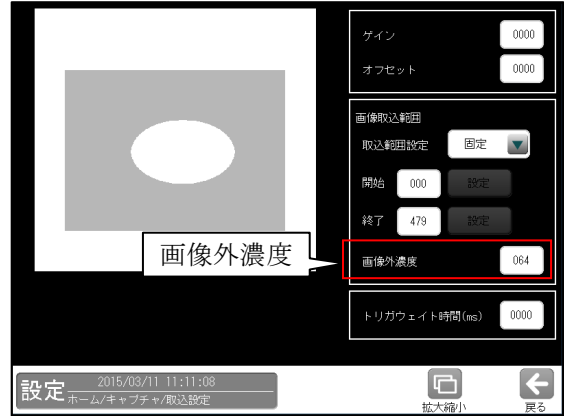 ゲイン 0000
オフセット 0000
画像取込範囲
取込範囲設定 固定
開始 000 設定
終了 479 設定
画像外濃度
画像外濃度 064
トリガウェイト時間(ms) 0000
設定 2015/03/11 11:11:08
ホーム/キャプチャ/取込設定
拡大縮小 戻る